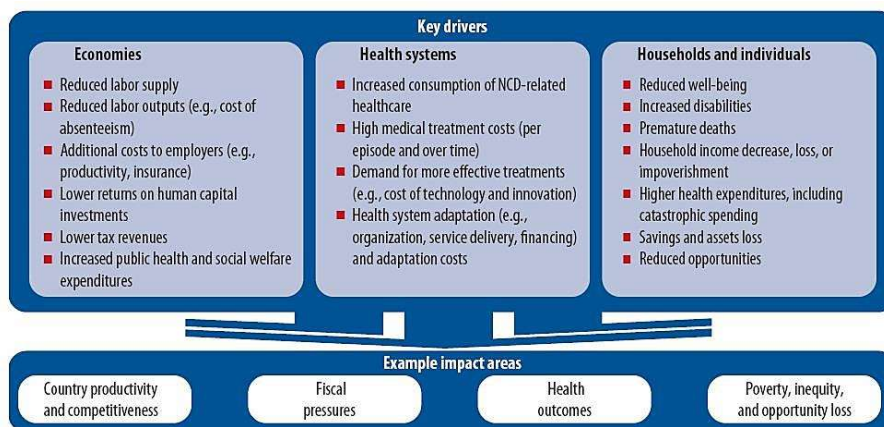 Key drivers
Economies
■ Reduced labor supply
■ Reduced labor outputs (e.g., cost of
absenteeism)
■ Additional costs to employers (e.g.,
productivity, insurance)
■ Lower returns on human capital
investments
■ Lower tax revenues
■ Increased public health and social welfare
expenditures
Health systems
■ Increased consumption of NCD-related
healthcare
■ High medical treatment costs (per
episode and over time)
■ Demand for more effective treatments
(e.g., cost of technology and innovation)
■ Health system adaptation (e.g.,
organization, service delivery, financing)
and adaptation costs
Households and individuals
■ Reduced well-being
■ Increased disabilities
■ Premature deaths
■ Household income decrease, loss, or
impoverishment
■ Higher health expenditures, including
catastrophic spending
■ Savings and assets loss
■ Reduced opportunities
Example impact areas
Country productivity
and competitiveness
Fiscal
pressures
Health
outcomes
Poverty, inequity,
and opportunity loss